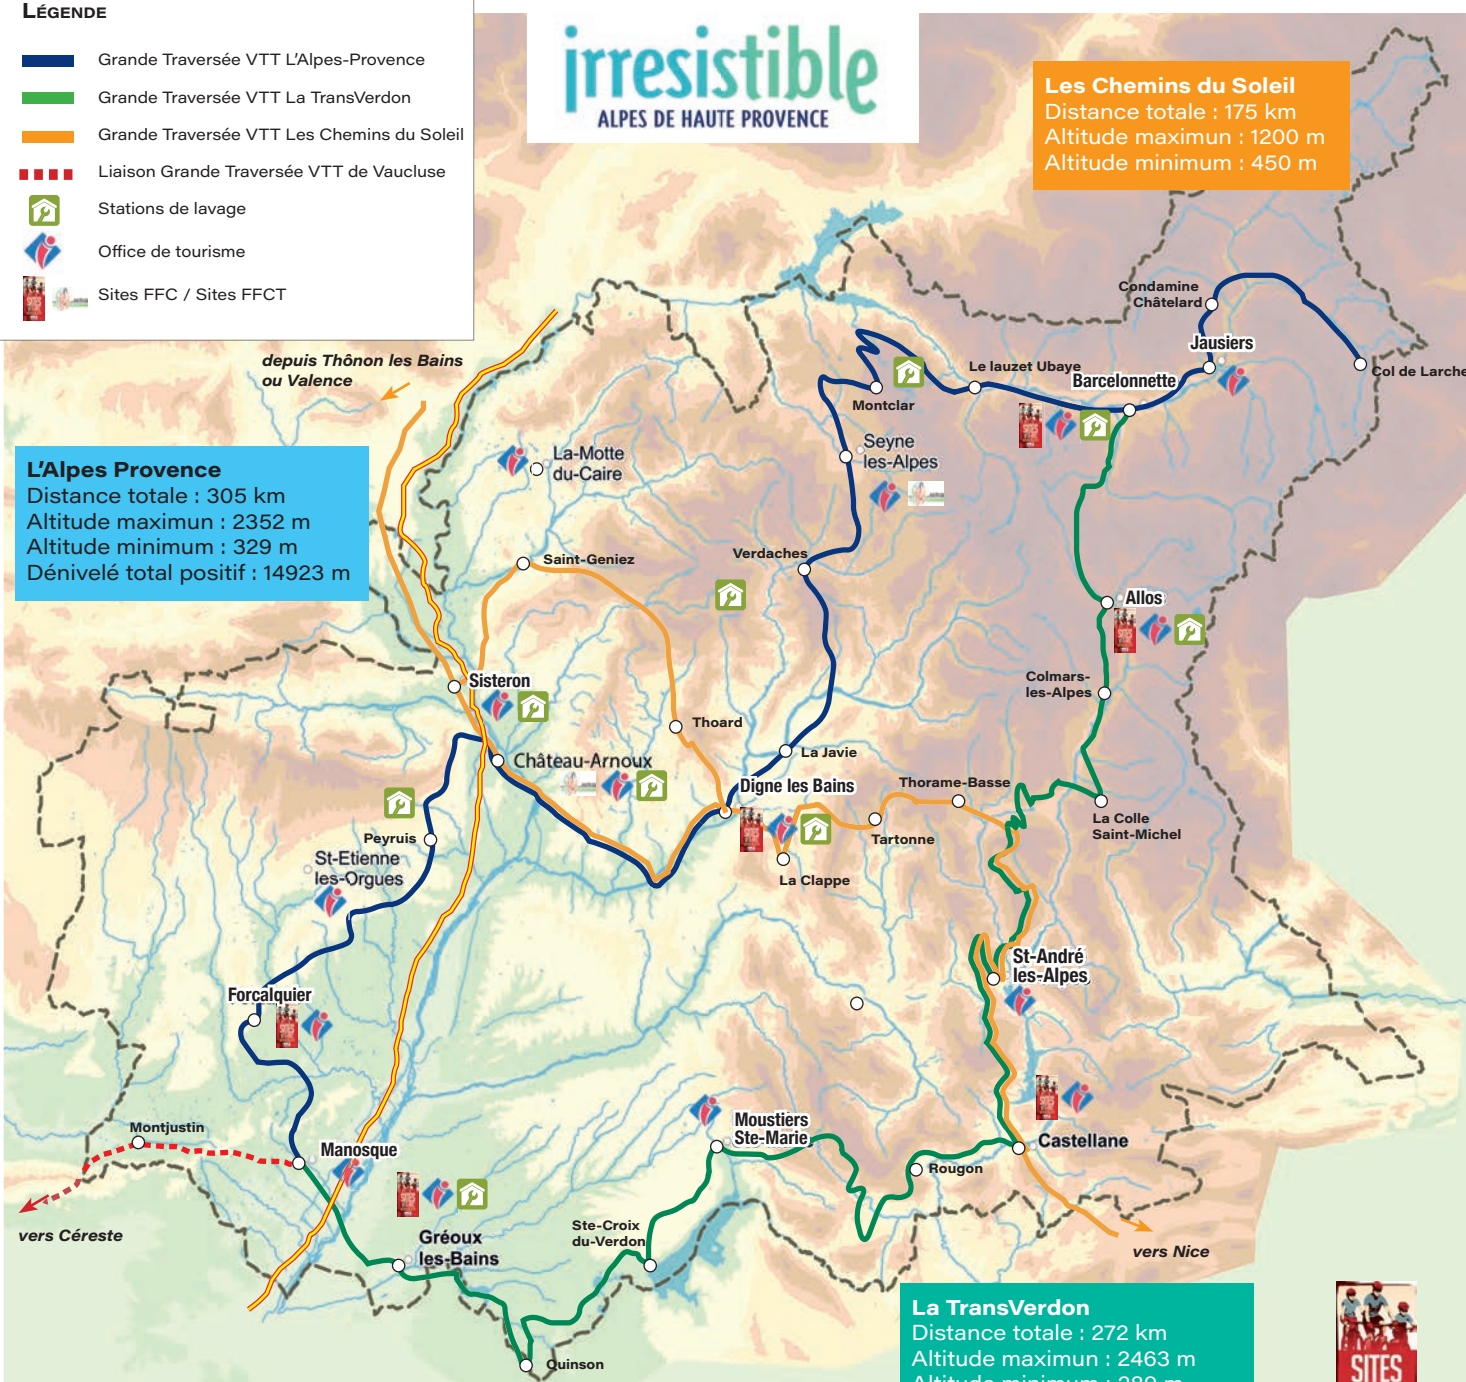 LÉGENDE
Grande Traversée VTT L'Alpes-Provence
Grande Traversée VTT La TransVerdon
Grande Traversée VTT Les Chemins du Soleil
Liaison Grande Traversée VTT de Vaucluse
Stations de lavage
Office de tourisme
Sites FFC / Sites FFCT
irresistible
ALPES DE HAUTE PROVENCE
Les Chemins du Soleil
Distance totale : 175 km
Altitude maximun : 1200 m
Altitude minimum : 450 m
depuis Thônon les Bains
ou Valence
L'Alpes Provence
Distance totale : 305 km
Altitude maximun : 2352 m
Altitude minimum : 329 m
Dénivelé total positif : 14923 m
Condamine
Châtelard
Jausiers
Col de Larche
Le lauzet Ubaye
Barcelonnette
Montclar
La-Motte
du-Caire
Seyne
les-Alpes
Saint-Geniez
Verdaches
Allos
Colmars-
les-Alpes
Sisteron
Thoard
La Javie
Château-Arnoux
Digne les Bains
Thorame-Basse
La Colle
Saint-Michel
Tartonne
La Clappe
Peyruis
St-Etienne
les-Orgues
St-André
les-Alpes
Forcalquier
Montjustin
Manosque
Moustiers
Ste-Marie
Castellane
Rougon
vers Céreste
Gréoux
les-Bains
Ste-Croix
du-Verdon
vers Nice
Quinson
La TransVerdon
Distance totale : 272 km
Altitude maximun : 2463 m
SITES